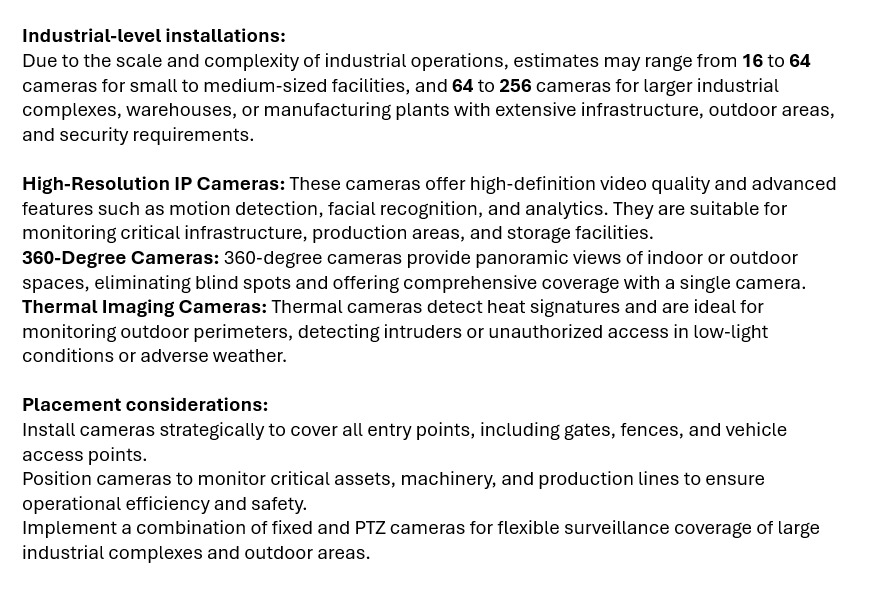 Industrial-level installations:
Due to the scale and complexity of industrial operations, estimates may range from 16 to 64
cameras for small to medium-sized facilities, and 64 to 256 cameras for larger industrial
complexes, warehouses, or manufacturing plants with extensive infrastructure, outdoor areas,
and security requirements.
High-Resolution IP Cameras: These cameras offer high-definition video quality and advanced
features such as motion detection, facial recognition, and analytics. They are suitable for
monitoring critical infrastructure, production areas, and storage facilities.
360-Degree Cameras: 360-degree cameras provide panoramic views of indoor or outdoor
spaces, eliminating blind spots and offering comprehensive coverage with a single camera.
Thermal Imaging Cameras: Thermal cameras detect heat signatures and are ideal for
monitoring outdoor perimeters, detecting intruders or unauthorized access in low-light
conditions or adverse weather.
Placement considerations:
Install cameras strategically to cover all entry points, including gates, fences, and vehicle
access points.
Position cameras to monitor critical assets, machinery, and production lines to ensure
operational efficiency and safety.
Implement a combination of fixed and PTZ cameras for flexible surveillance coverage of large
industrial complexes and outdoor areas.